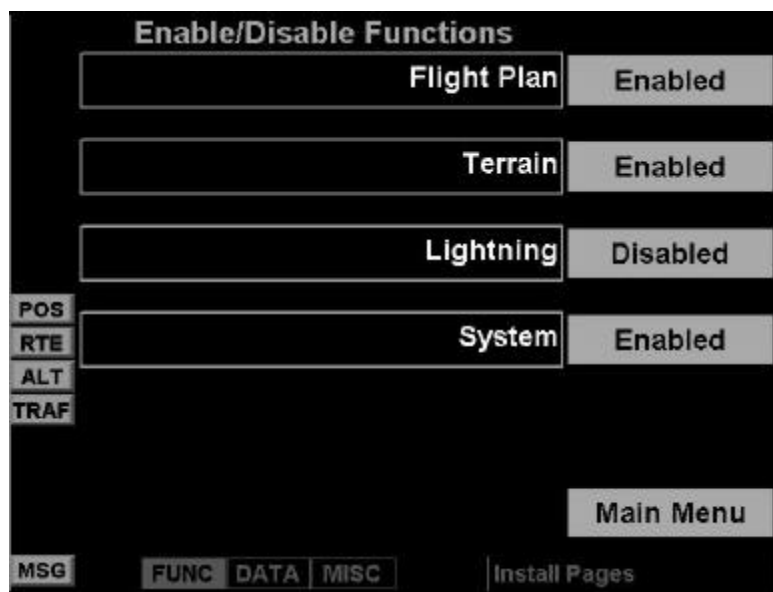 Enable/Disable Functions
Flight Plan Enabled
Terrain Enabled
Lightning Disabled
POS
System Enabled
RTE
ALT
TRAF
Main Menu
MSG FUNC DATA MISC Install Pages